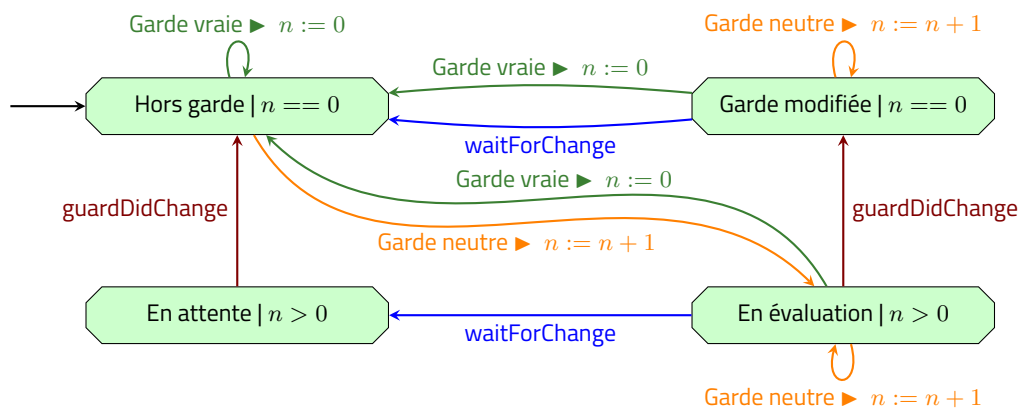 Garde vraie ► n := 0
Garde neutre ► n := n + 1
Garde vraie ► n := 0
Hors garde | n == 0
Garde modifiée | n == 0
waitForChange
Garde vraie ► n := 0
guardDidChange
guardDidChange
Garde neutre ► n := n + 1
En attente | n > 0
En évaluation | n > 0
waitForChange
Garde neutre ► n := n + 1